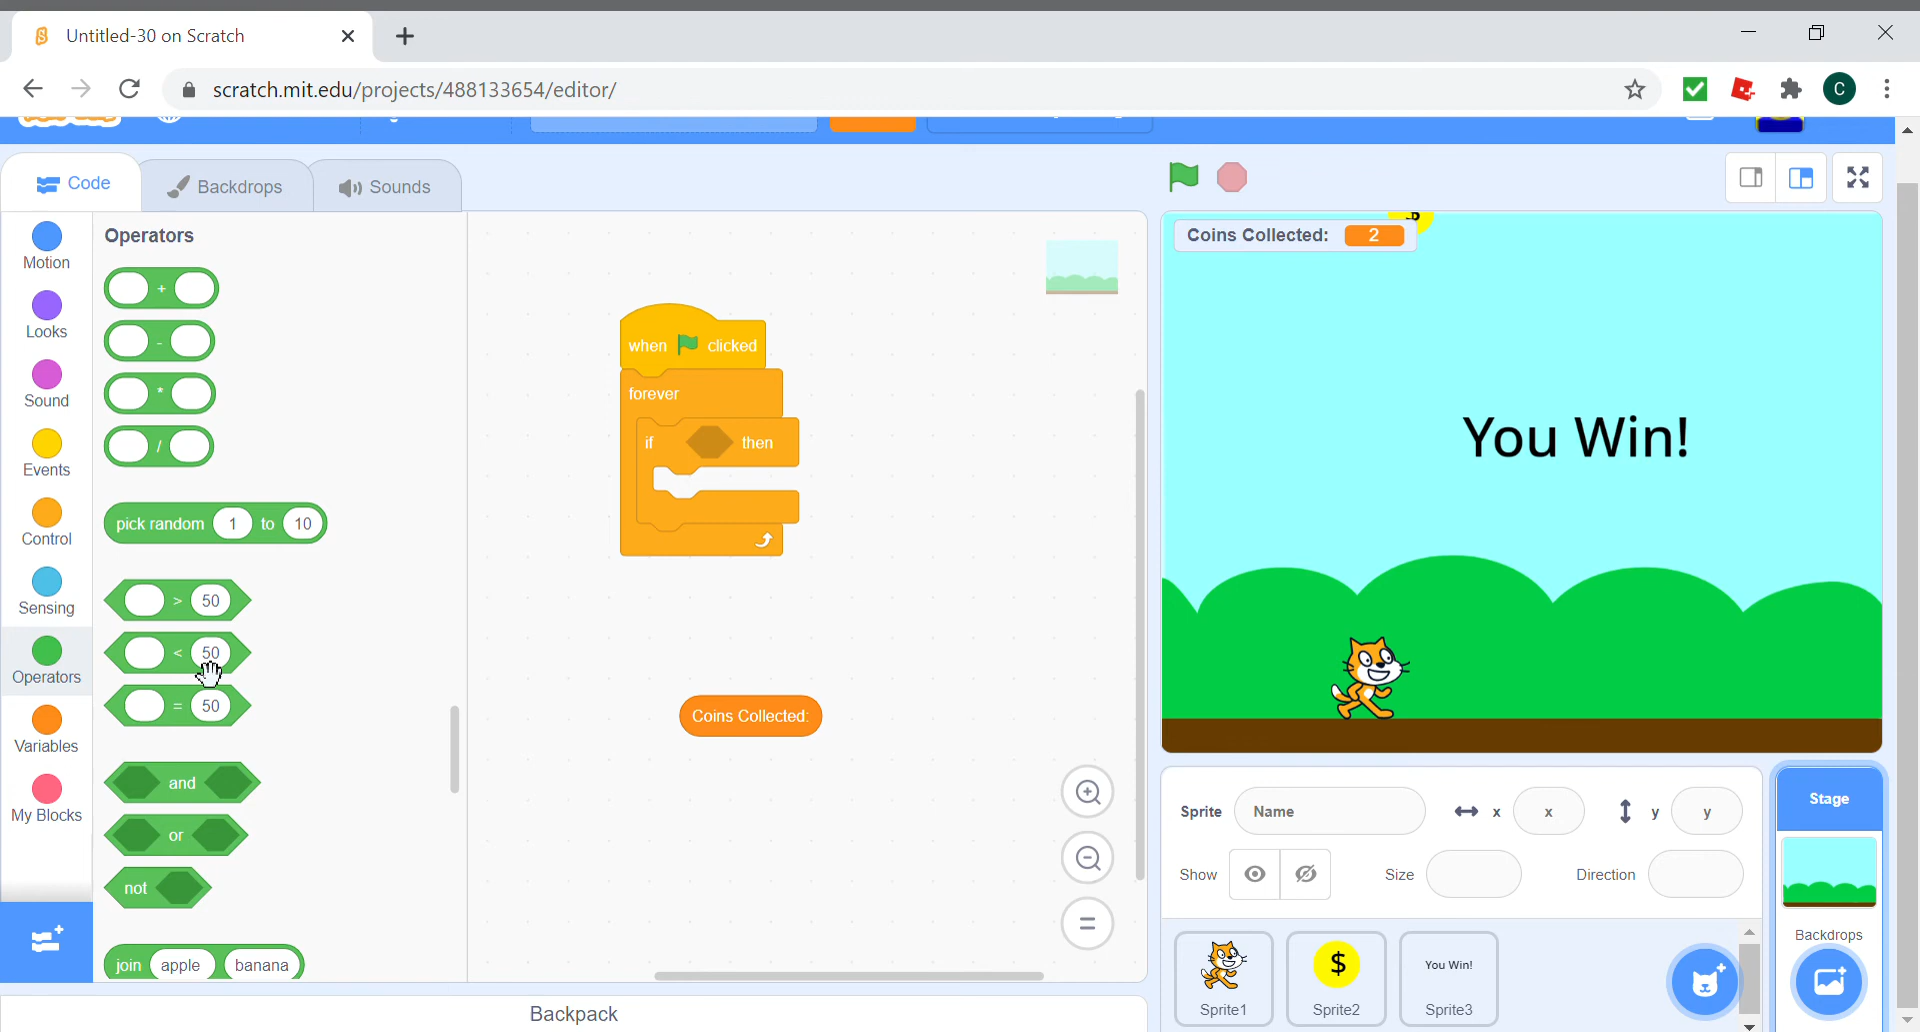 Untitled-30 on Scratch
scratch.mit.edu/projects/488133654/editor/
C
Code
Backdrops
Sounds
Motion
Looks
Sound
Events
Control
Sensing
Operators
Variables
My Blocks
Operators
+
-
*
/
pick random 1 to 10
> 50
< 50
= 50
and
or
not
join apple banana
when clicked
forever
if then
Coins Collected:
Coins Collected: 2
You Win!
Sprite Name x x y y
Show Size Direction
$
You Win!
Sprite1
Sprite2
Sprite3
Stage
Backdrops
Backpack